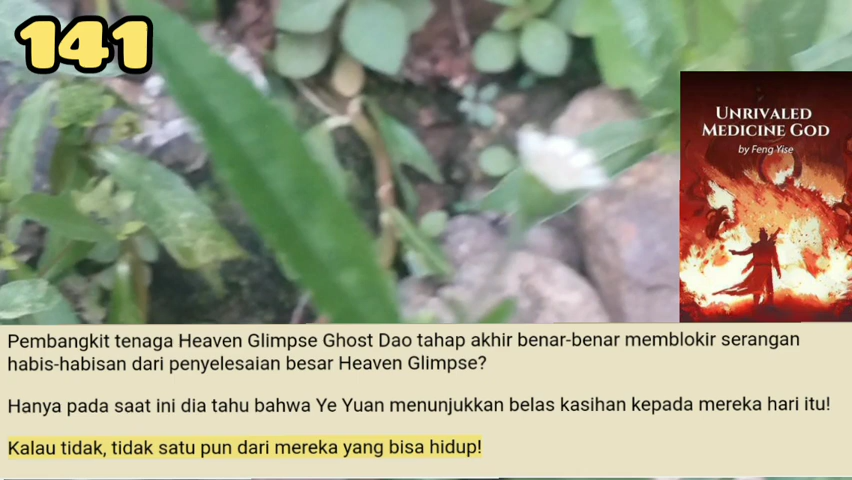 141
UNRIVALED
MEDICINE GOD
by Feng Yise
Pembangkit tenaga Heaven Glimpse Ghost Dao tahap akhir benar-benar memblokir serangan
habis-habisan dari penyelesaian besar Heaven Glimpse?
Hanya pada saat ini dia tahu bahwa Ye Yuan menunjukkan belas kasihan kepada mereka hari itu!
Kalau tidak, tidak satu pun dari mereka yang bisa hidup!